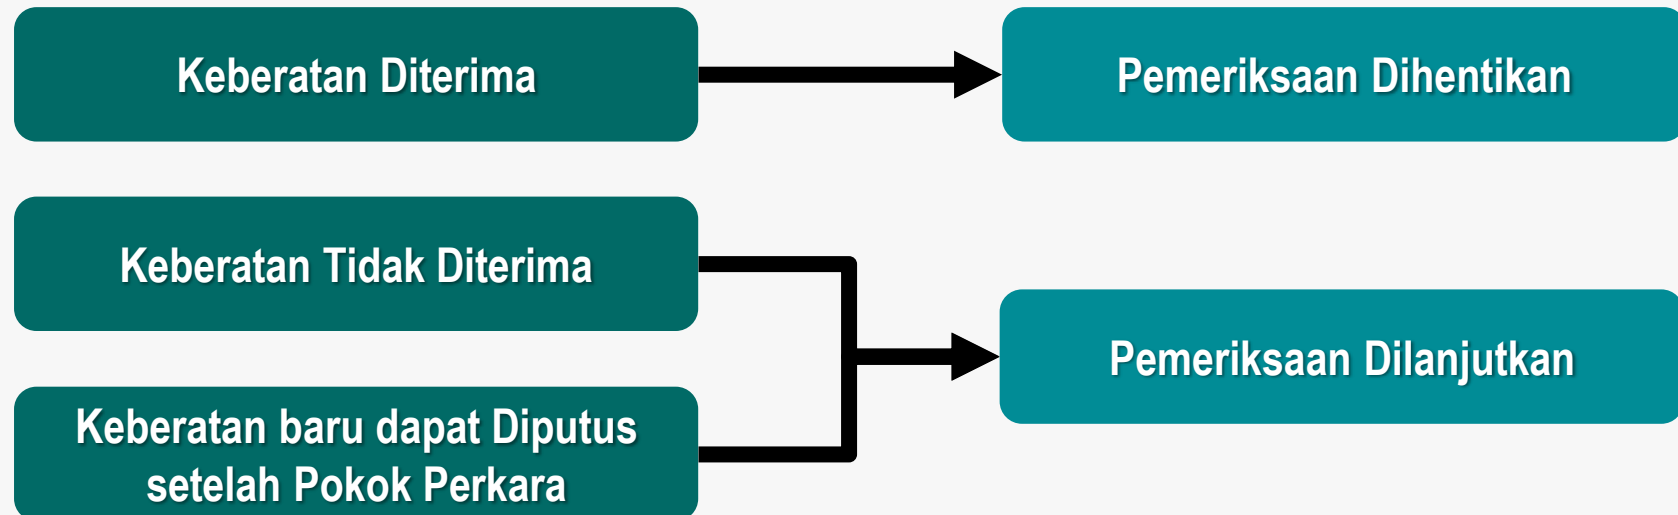 Keberatan Diterima
Pemeriksaan Dihentikan
Keberatan Tidak Diterima
Pemeriksaan Dilanjutkan
Keberatan baru dapat Diputus
setelah Pokok Perkara